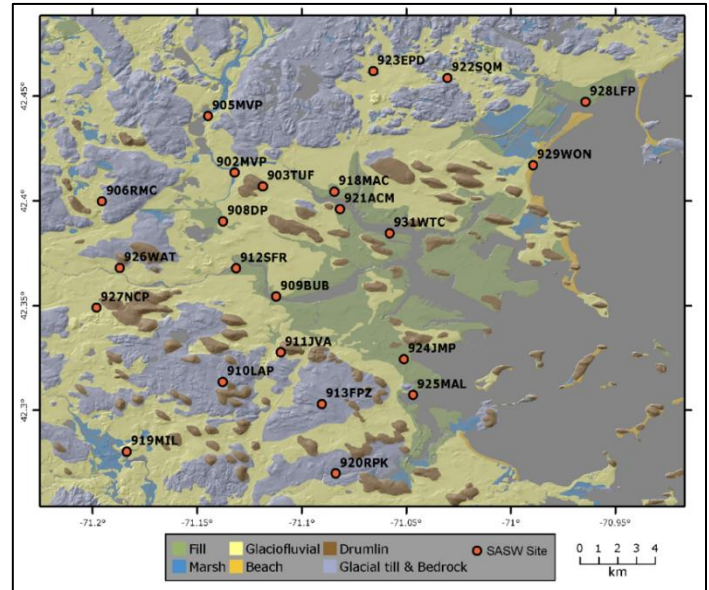 923EPD
922SQM
928LFP
42.45°
905MVP
929WON
902MVP
903TUF
918MAC
906RMC
921ACM
42.4°
908DP
931WTC
926WAT
912SFR
909BUB
927NCP
42.35°
911JVA
924JMP
910LAP
925MAL
913FPZ
42.3°
919MIL
920RPK
-71.2° -71.15° -71.1° -71.05° -71° -70.95°
Fill Glaciofluvial Drumlin SASW Site
Marsh Beach Glacial till & Bedrock
0 1 2 3 4
km